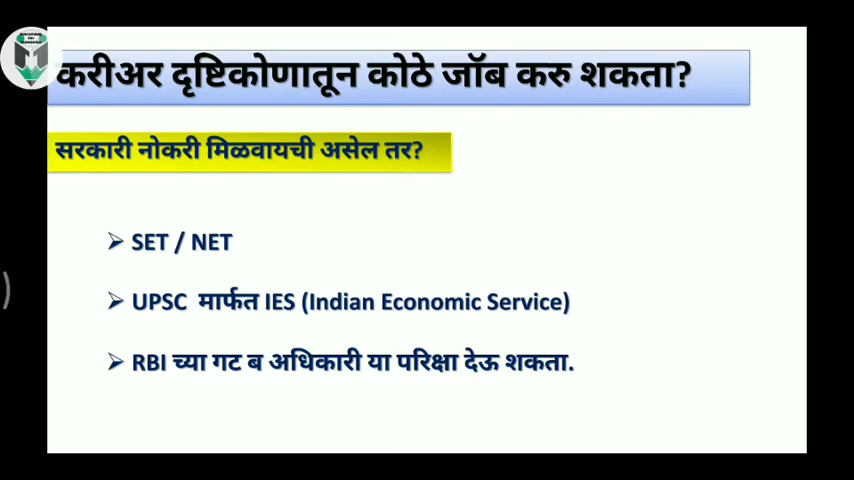 करीअर दृष्टिकोणातून कोठे जॉब करु शकता?
सरकारी नोकरी मिळवायची असेल तर?
➢ SET / NET
➢ UPSC मार्फत IES (Indian Economic Service)
➢ RBI च्या गट ब अधिकारी या परिक्षा देऊ शकता.